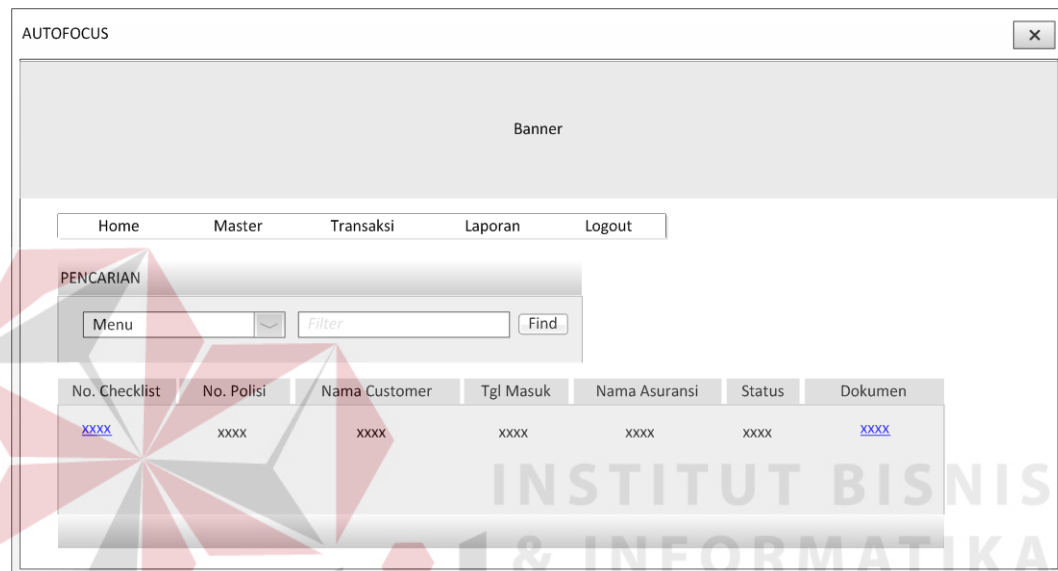 AUTOFOCUS
Banner
Home Master Transaksi Laporan Logout
PENCARIAN
Menu Filter Find
No. Checklist No. Polisi Nama Customer Tgl Masuk Nama Asuransi Status Dokumen
xxxx xxxx xxxx xxxx xxxx xxxx xxxx
INSTITUT BISNIS
& INFORMATIKA